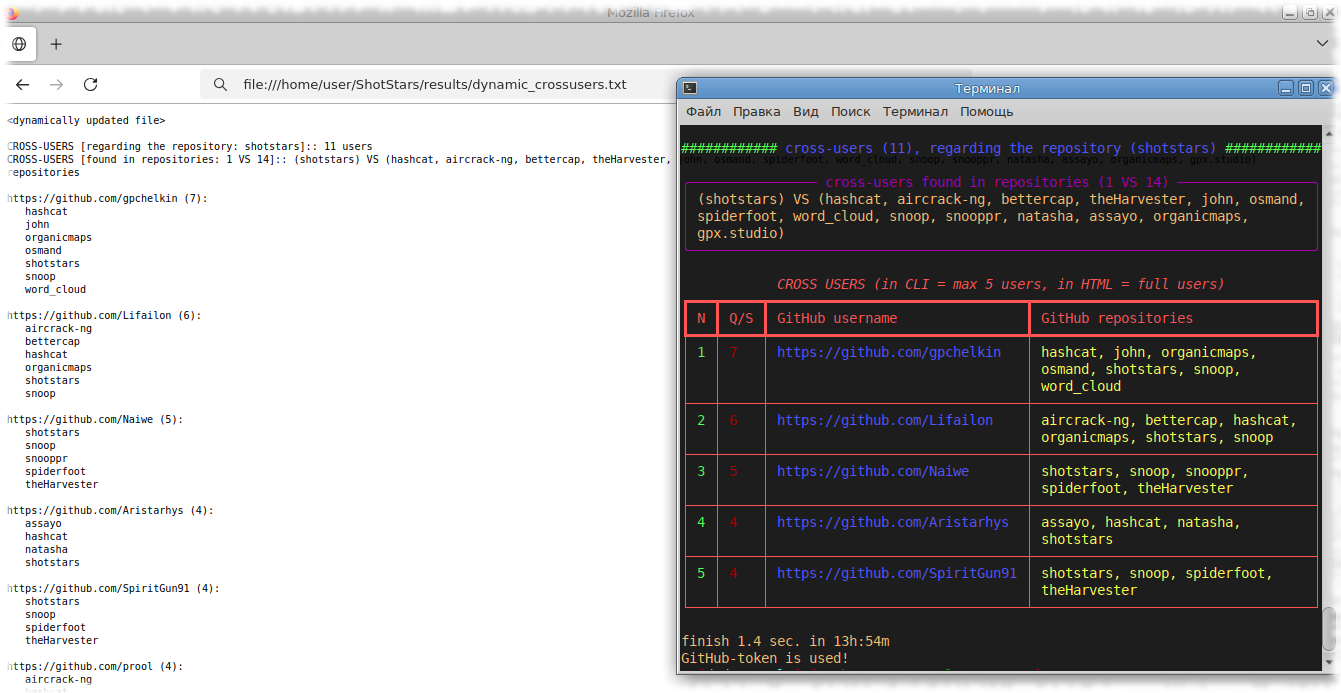 Mozilla Firefox
file:///home/user/ShotStars/results/dynamic_crossusers.txt
<dynamically updated file>
CROSS-USERS [regarding the repository: shotstars]:: 11 users
CROSS-USERS [found in repositories: 1 VS 14]:: (shotstars) VS (hashcat, aircrack-ng, bettercap, theHarvester, john, osmand, spiderfoot, word_cloud, snoop, snooppr, natasha, assayo, organicmaps, gpx.studio)
repositories
https://github.com/gpchelkin (7):
hashcat
john
organicmaps
osmand
shotstars
snoop
word_cloud
https://github.com/Lifailon (6):
aircrack-ng
bettercap
hashcat
organicmaps
shotstars
snoop
https://github.com/Naiwe (5):
shotstars
snoop
snooppr
spiderfoot
theHarvester
https://github.com/Aristarhys (4):
assayo
hashcat
natasha
shotstars
https://github.com/SpiritGun91 (4):
shotstars
snoop
spiderfoot
theHarvester
https://github.com/prool (4):
aircrack-ng
hashcat
Терминал
Файл Правка Вид Поиск Терминал Помощь
############ cross-users (11), regarding the repository (shotstars) ############
cross-users found in repositories (1 VS 14)
(shotstars) VS (hashcat, aircrack-ng, bettercap, theHarvester, john, osmand,
spiderfoot, word_cloud, snoop, snooppr, natasha, assayo, organicmaps,
gpx.studio)
CROSS USERS (in CLI = max 5 users, in HTML = full users)
N Q/S GitHub username GitHub repositories
1 7 https://github.com/gpchelkin hashcat, john, organicmaps,
osmand, shotstars, snoop,
word_cloud
2 6 https://github.com/Lifailon aircrack-ng, bettercap, hashcat,
organicmaps, shotstars, snoop
3 5 https://github.com/Naiwe shotstars, snoop, snooppr,
spiderfoot, theHarvester
4 4 https://github.com/Aristarhys assayo, hashcat, natasha,
shotstars
5 4 https://github.com/SpiritGun91 shotstars, snoop, spiderfoot,
theHarvester
finish 1.4 sec. in 13h:54m
GitHub-token is used!